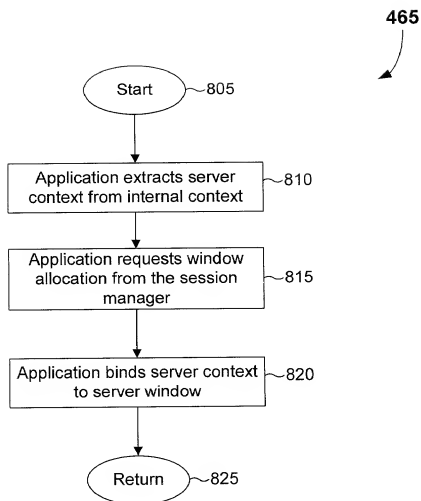 465
Start
805
Application extracts server
context from internal context
810
Application requests window
allocation from the session
manager
815
Application binds server context
to server window
820
Return
825